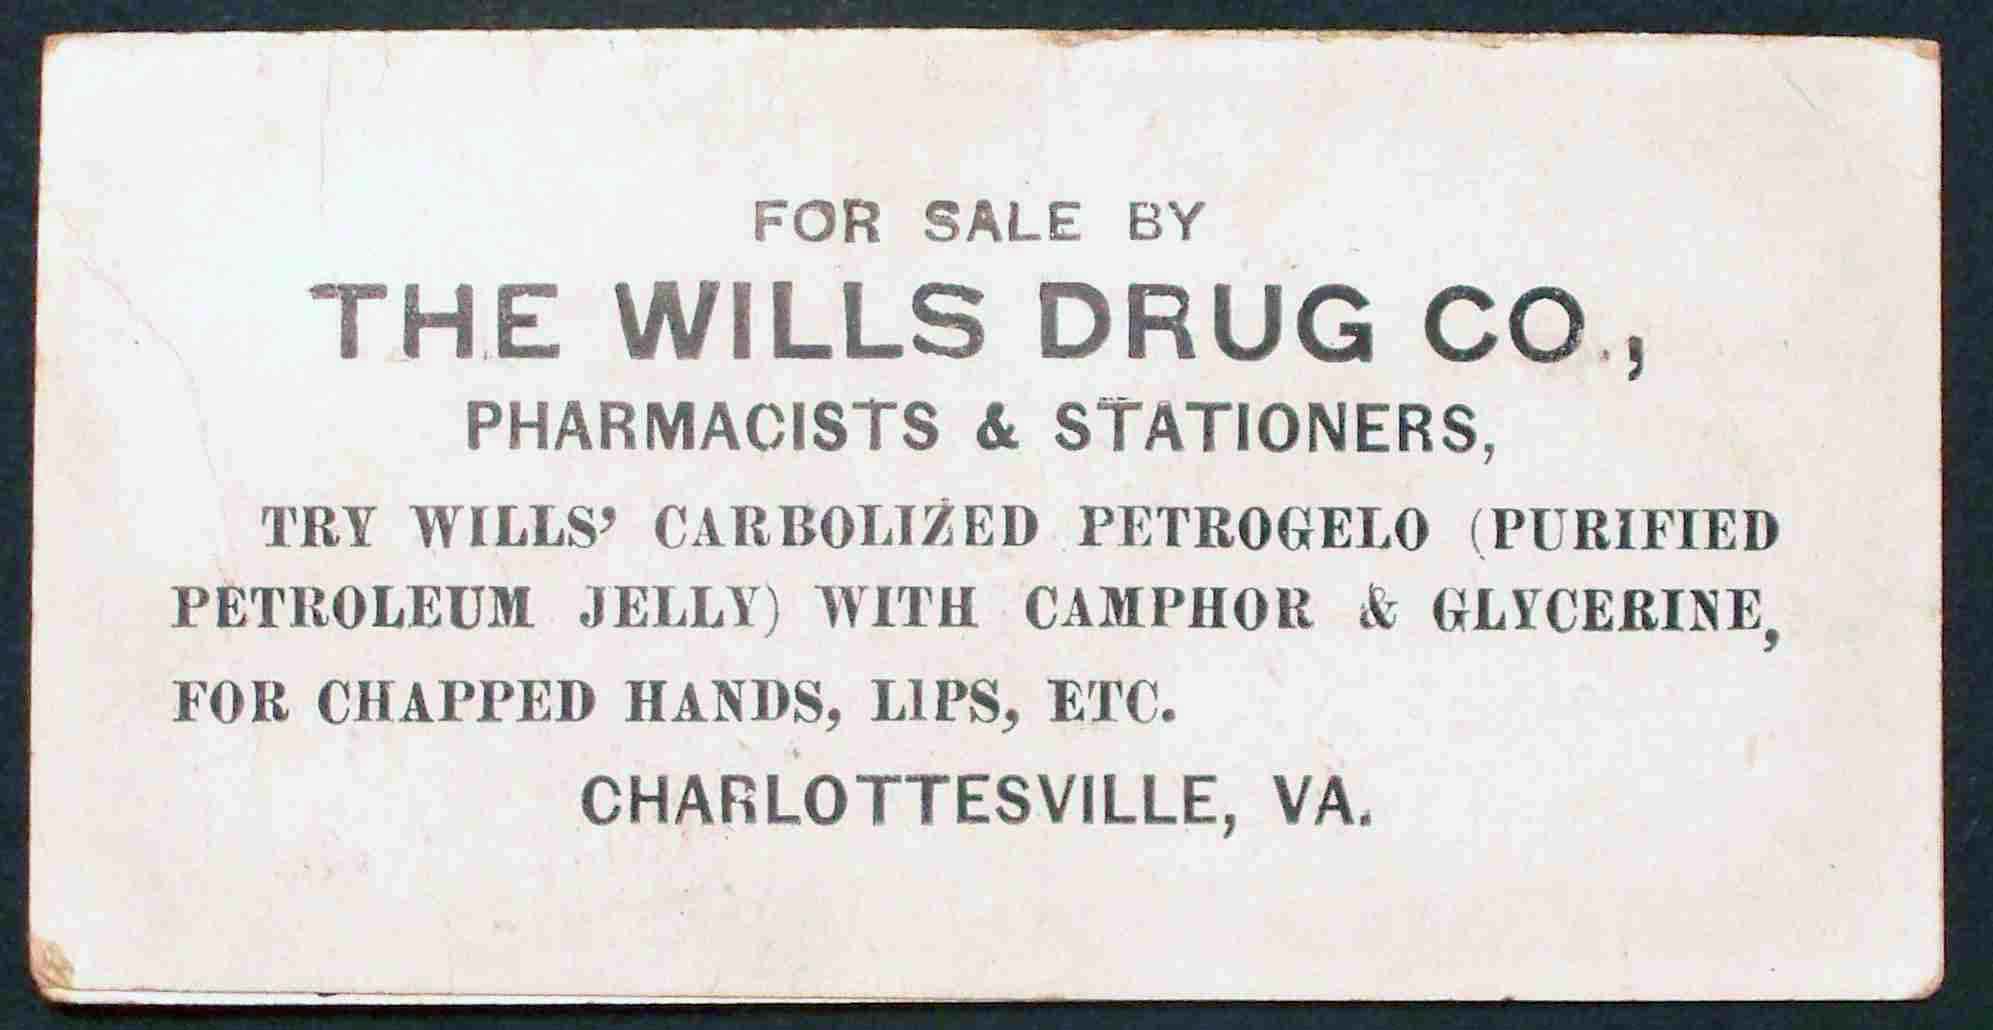 FOR SALE BY
THE WILLS DRUG CO.,
PHARMACISTS & STATIONERS,
TRY WILLS' CARBOLIZED PETROGELO (PURIFIED
PETROLEUM JELLY) WITH CAMPHOR & GLYCERINE,
FOR CHAPPED HANDS, LIPS, ETC.
CHARLOTTESVILLE, VA.